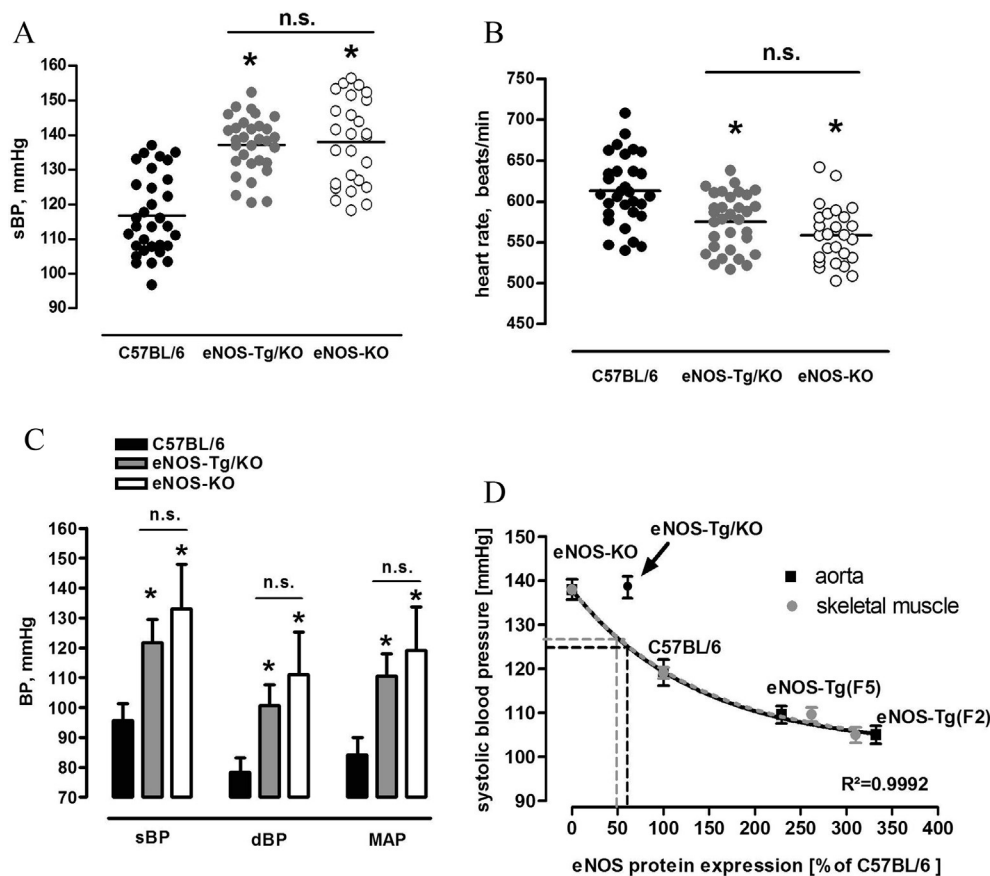 A
n.s.
* *
sBP, mmHg
160
150
140
130
120
110
100
90
C57BL/6 eNOS-Tg/KO eNOS-KO
B
n.s.
* *
heart rate, beats/min
750
700
650
600
550
500
450
C57BL/6 eNOS-Tg/KO eNOS-KO
C
C57BL/6
eNOS-Tg/KO
eNOS-KO
BP, mmHg
160
150
140
130
120
110
100
90
80
70
n.s.
* *
n.s.
* *
n.s.
* *
sBP dBP MAP
D
systolic blood pressure [mmHg]
150
140
130
120
110
100
90
eNOS-KO
eNOS-Tg/KO
aorta
skeletal muscle
C57BL/6
eNOS-Tg(F5)
eNOS-Tg(F2)
R²=0.9992
0 50 100 150 200 250 300 350 400
eNOS protein expression [% of C57BL/6 ]